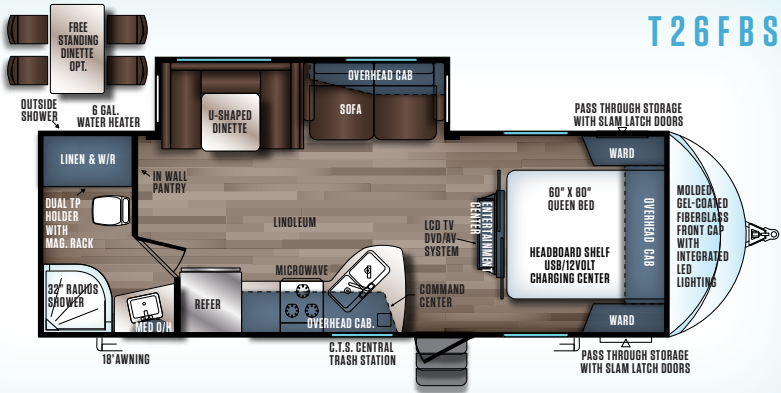 T26FBS
FREE
STANDING
DINETTE
OPT.
OUTSIDE
SHOWER
6 GAL.
WATER HEATER
LINEN & W/R
DUAL TP
HOLDER
WITH
MAG. RACK
32" RADIUS
SHOWER
MED O/H
18'AWNING
IN WALL
PANTRY
U-SHAPED
DINETTE
OVERHEAD CAB
SOFA
LINOLEUM
MICROWAVE
REFER
OVERHEAD CAB.
COMMAND
CENTER
C.T.S. CENTRAL
TRASH STATION
LCD TV
DVD/AV
SYSTEM
ENTERTAINMENT
CENTER
PASS THROUGH STORAGE
WITH SLAM LATCH DOORS
WARD
60" X 80"
QUEEN BED
HEADBOARD SHELF
USB/12VOLT
CHARGING CENTER
OVERHEAD CAB
WARD
PASS THROUGH STORAGE
WITH SLAM LATCH DOORS
MOLDED
GEL-COATED
FIBERGLASS
FRONT CAP
WITH
INTEGRATED
LED
LIGHTING